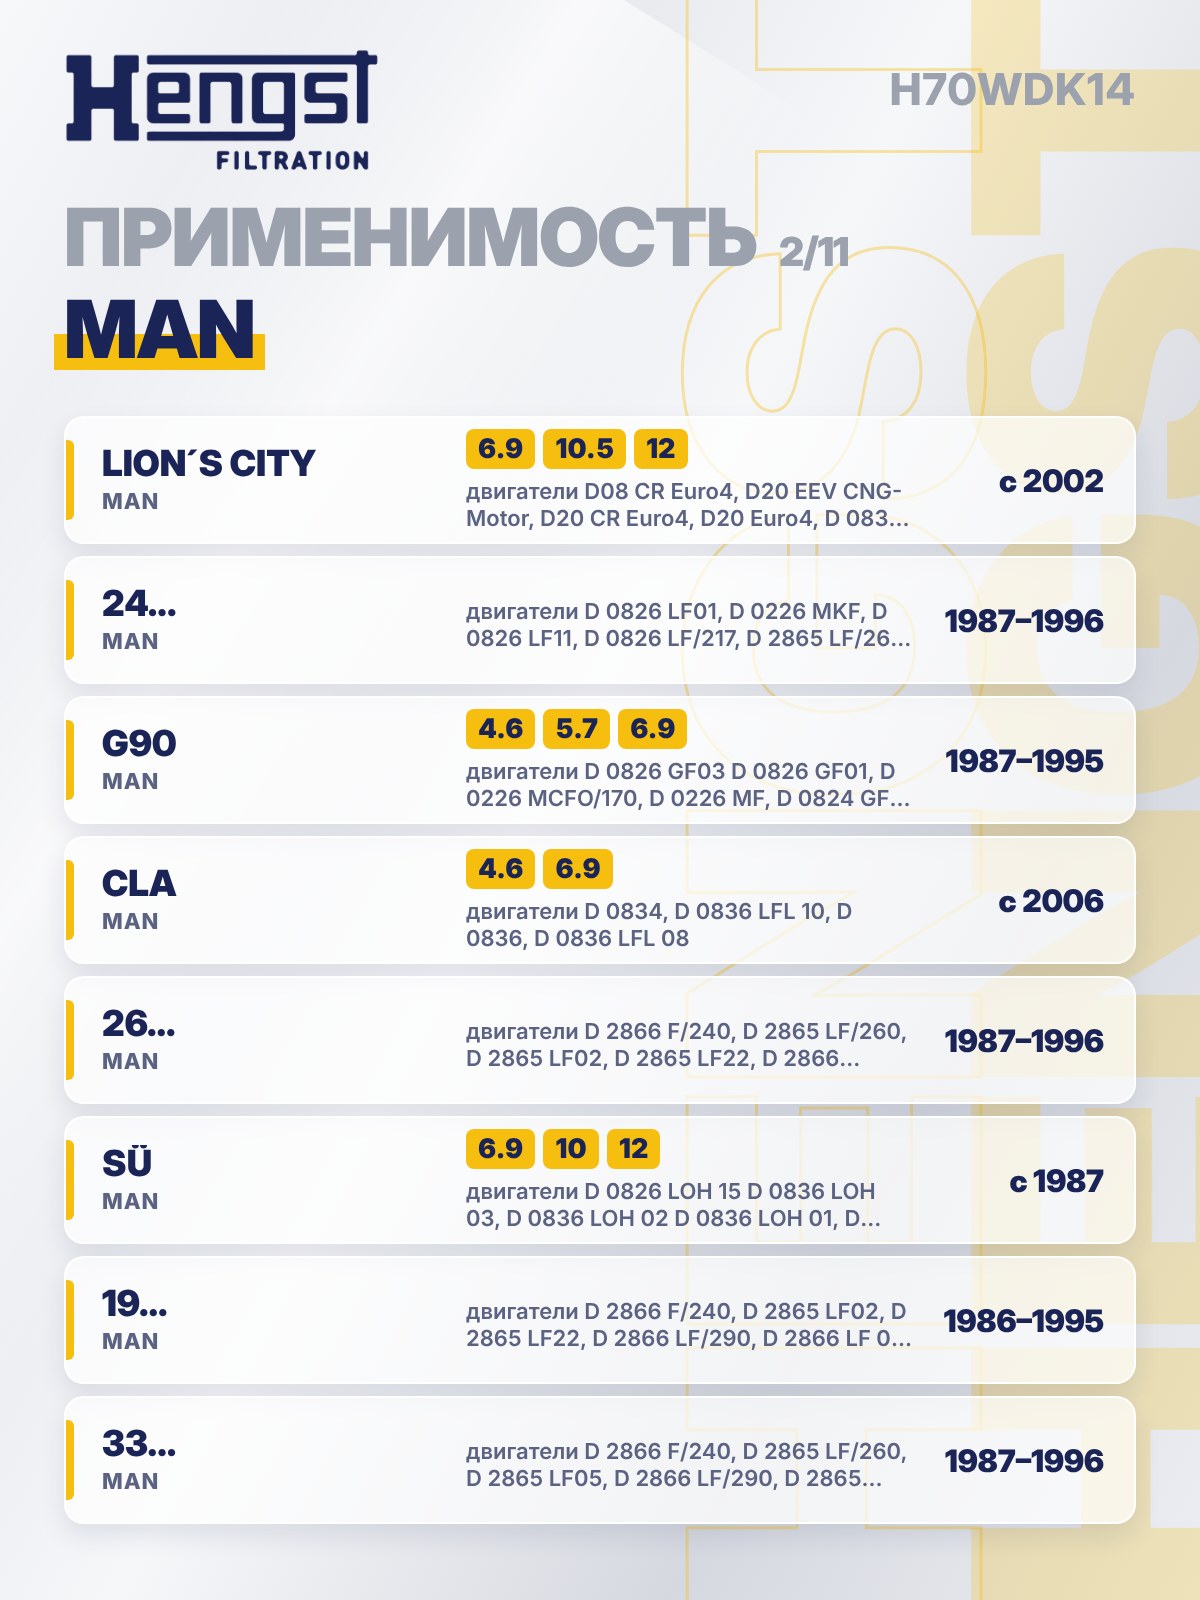 Hengst
FILTRATION
H70WDK14
ПРИМЕНИМОСТЬ 2/11
MAN
LION´S CITY
MAN
6.9 10.5 12
двигатели D08 CR Euro4, D20 EEV CNG-
Motor, D20 CR Euro4, D20 Euro4, D 083...
с 2002
24...
MAN
двигатели D 0826 LF01, D 0226 MKF, D
0826 LF11, D 0826 LF/217, D 2865 LF/26...
1987–1996
G90
MAN
4.6 5.7 6.9
двигатели D 0826 GF03 D 0826 GF01, D
0226 MCFO/170, D 0226 MF, D 0824 GF...
1987–1995
CLA
MAN
4.6 6.9
двигатели D 0834, D 0836 LFL 10, D
0836, D 0836 LFL 08
с 2006
26...
MAN
двигатели D 2866 F/240, D 2865 LF/260,
D 2865 LF02, D 2865 LF22, D 2866...
1987–1996
SÜ
MAN
6.9 10 12
двигатели D 0826 LOH 15 D 0836 LOH
03, D 0836 LOH 02 D 0836 LOH 01, D...
с 1987
19...
MAN
двигатели D 2866 F/240, D 2865 LF02, D
2865 LF22, D 2866 LF/290, D 2866 LF 0...
1986–1995
33...
MAN
двигатели D 2866 F/240, D 2865 LF/260,
D 2865 LF05, D 2866 LF/290, D 2865...
1987–1996
HENGST
HENGST